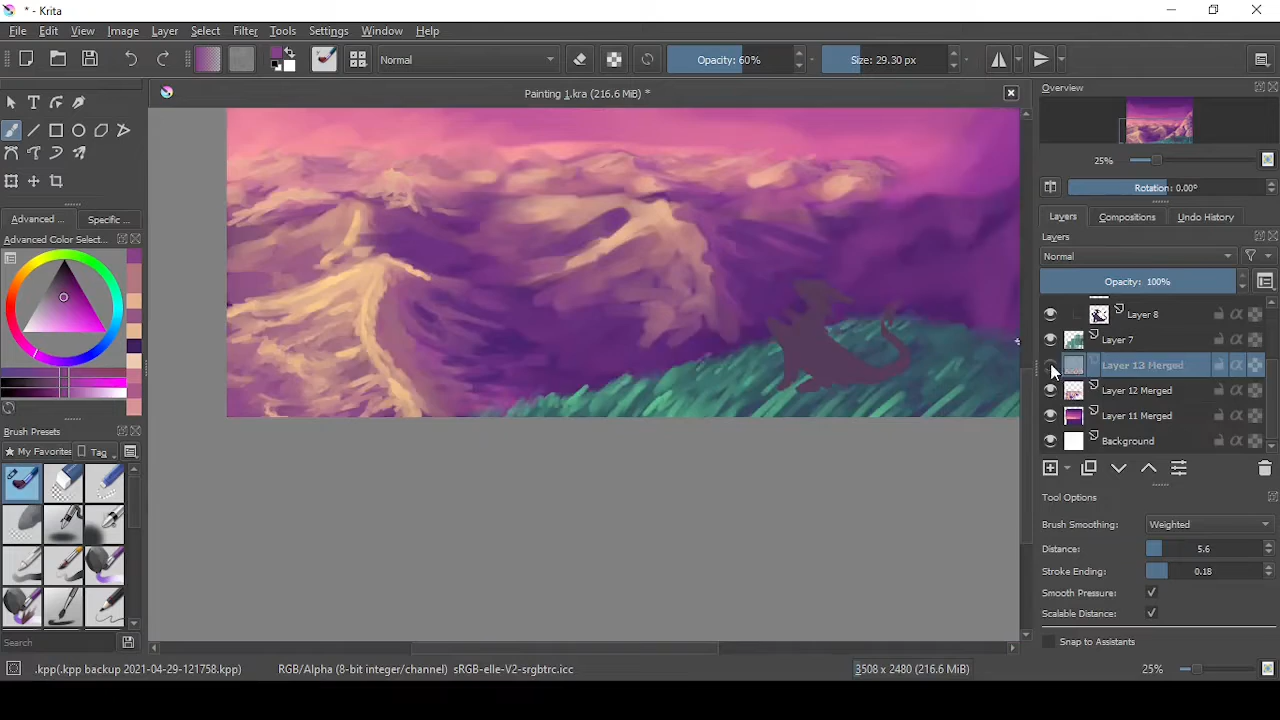 * - Krita
File Edit View Image Layer Select Filter Tools Settings Window Help
Normal Opacity: 60% Size: 29.30 px
Painting 1.kra (216.6 MiB) *
Overview
25%
Rotation: 0.00°
Advanced ... Specific ...
Advanced Color Select...
Layers Compositions Undo History
Layers
Normal
Opacity: 100%
Layer 8
Layer 7
Layer 13 Merged
Layer 12 Merged
Layer 11 Merged
Background
Brush Presets
My Favorites Tag
Tool Options
Brush Smoothing: Weighted
Distance: 5.6
Stroke Ending: 0.18
Smooth Pressure:
Scalable Distance:
Snap to Assistants
Search
.kpp(.kpp backup 2021-04-29-121758.kpp) RGB/Alpha (8-bit integer/channel) sRGB-elle-V2-srgbtrc.icc 3508 x 2480 (216.6 MiB) 25%